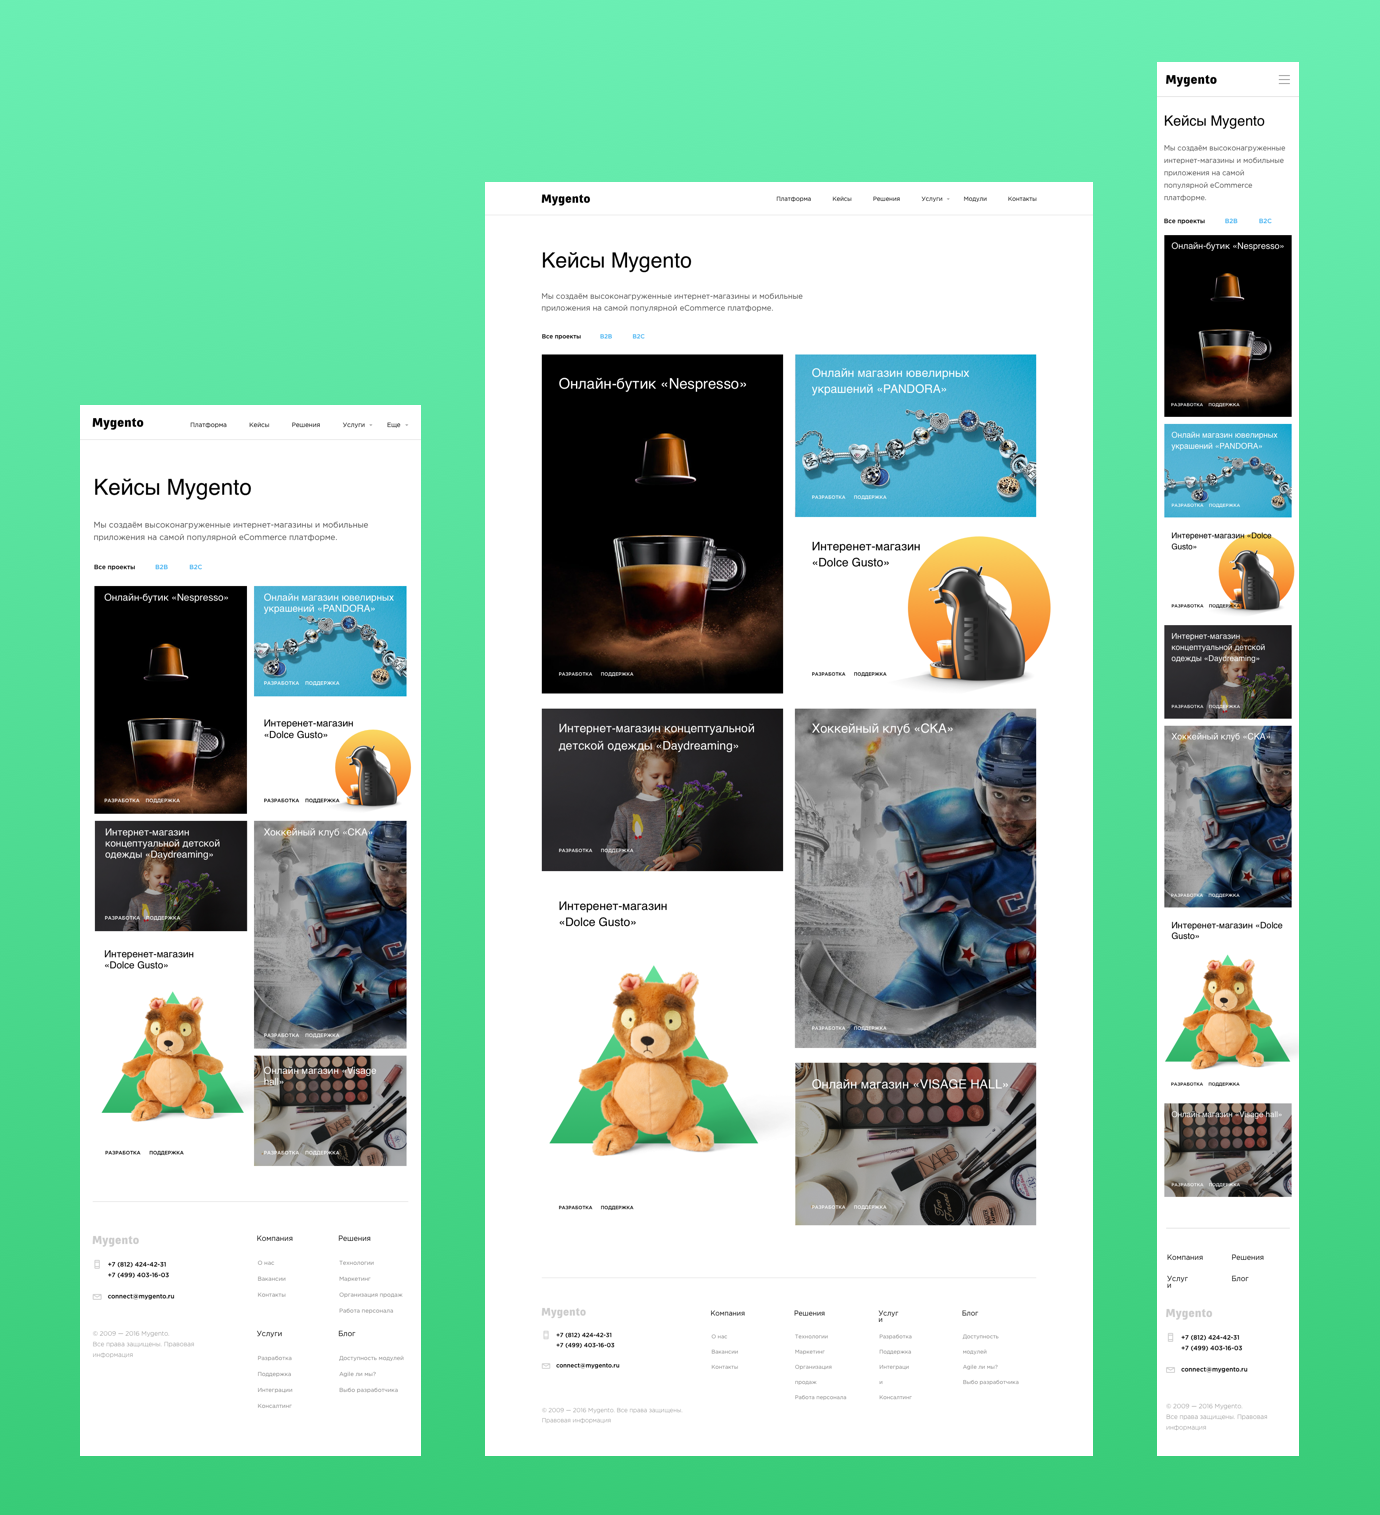 Mygento
Платформа Кейсы Решения Услуги Еще
Кейсы Mygento
Мы создаём высоконагруженные интернет-магазины и мобильные
приложения на самой популярной eCommerce платформе.
Все проекты B2B B2C
Онлайн-бутик «Nespresso»
РАЗРАБОТКА ПОДДЕРЖКА
Онлайн магазин ювелирных
украшений «PANDORA»
РАЗРАБОТКА ПОДДЕРЖКА
Интеренет-магазин
«Dolce Gusto»
РАЗРАБОТКА ПОДДЕРЖКА
Интернет-магазин
концептуальной детской
одежды «Daydreaming»
РАЗРАБОТКА ПОДДЕРЖКА
Хоккейный клуб «СКА»
РАЗРАБОТКА ПОДДЕРЖКА
Интеренет-магазин
«Dolce Gusto»
РАЗРАБОТКА ПОДДЕРЖКА
Онлайн магазин «Visage
hall»
РАЗРАБОТКА ПОДДЕРЖКА
Mygento
+7 (812) 424-42-31
+7 (499) 403-16-03
connect@mygento.ru
© 2009 — 2016 Mygento.
Все права защищены. Правовая
информация
Компания
О нас
Вакансии
Контакты
Решения
Технологии
Маркетинг
Организация продаж
Работа персонала
Услуги
Разработка
Поддержка
Интеграции
Консалтинг
Блог
Доступность модулей
Agile ли мы?
Выбо разработчика
Mygento
Платформа Кейсы Решения Услуги Модули Контакты
Кейсы Mygento
Мы создаём высоконагруженные интернет-магазины и мобильные
приложения на самой популярной eCommerce платформе.
Все проекты B2B B2C
Онлайн-бутик «Nespresso»
РАЗРАБОТКА ПОДДЕРЖКА
Онлайн магазин ювелирных
украшений «PANDORA»
РАЗРАБОТКА ПОДДЕРЖКА
Интеренет-магазин
«Dolce Gusto»
MINI
РАЗРАБОТКА ПОДДЕРЖКА
Интернет-магазин концептуальной
детской одежды «Daydreaming»
РАЗРАБОТКА ПОДДЕРЖКА
Хоккейный клуб «СКА»
РАЗРАБОТКА ПОДДЕРЖКА
Интеренет-магазин
«Dolce Gusto»
РАЗРАБОТКА ПОДДЕРЖКА
Онлайн магазин «VISAGE HALL»
NARS
Too
Faced
РАЗРАБОТКА ПОДДЕРЖКА
Mygento
+7 (812) 424-42-31
+7 (499) 403-16-03
connect@mygento.ru
© 2009 — 2016 Mygento. Все права защищены.
Правовая информация
Компания
О нас
Вакансии
Контакты
Решения
Технологии
Маркетинг
Организация
продаж
Работа персонала
Услуг
и
Разработка
Поддержка
Интеграци
и
Консалтинг
Блог
Доступность
модулей
Agile ли мы?
Выбо разработчика
Mygento
Кейсы Mygento
Мы создаём высоконагруженные
интернет-магазины и мобильные
приложения на самой
популярной eCommerce
платформе.
Все проекты B2B B2C
Онлайн-бутик «Nespresso»
РАЗРАБОТКА ПОДДЕРЖКА
Онлайн магазин ювелирных
украшений «PANDORA»
РАЗРАБОТКА ПОДДЕРЖКА
Интеренет-магазин «Dolce
Gusto»
РАЗРАБОТКА ПОДДЕРЖКА
Интернет-магазин
концептуальной детской
одежды «Daydreaming»
РАЗРАБОТКА ПОДДЕРЖКА
Хоккейный клуб «СКА»
РАЗРАБОТКА ПОДДЕРЖКА
Интеренет-магазин «Dolce
Gusto»
РАЗРАБОТКА ПОДДЕРЖКА
Онлайн магазин «Visage hall»
РАЗРАБОТКА ПОДДЕРЖКА
Компания Решения
Услуг
и
Блог
Mygento
+7 (812) 424-42-31
+7 (499) 403-16-03
connect@mygento.ru
© 2009 — 2016 Mygento.
Все права защищены. Правовая
информация